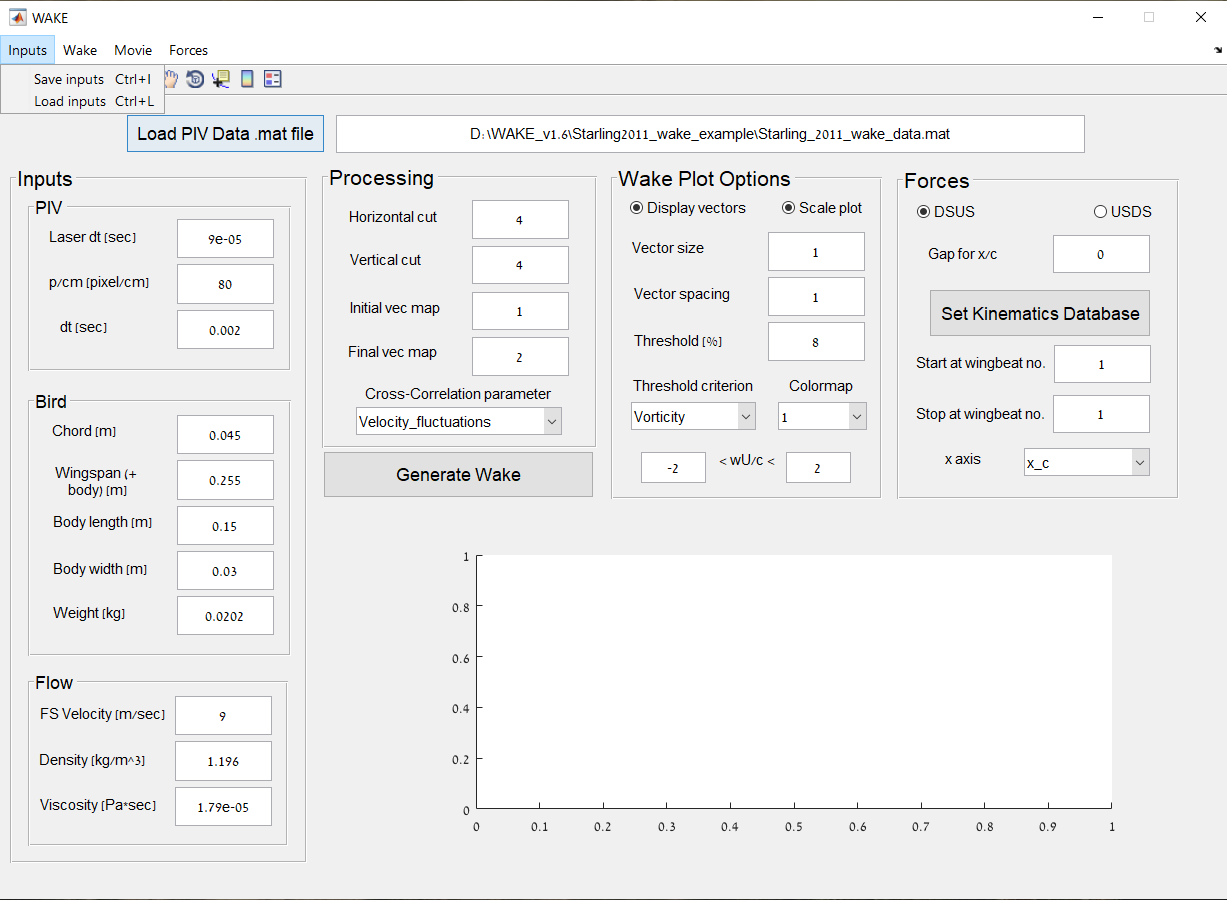 WAKE
Inputs Wake Movie Forces
Save inputs Ctrl+I
Load inputs Ctrl+L
Load PIV Data .mat file
D:\WAKE_v1.6\Starling2011_wake_example\Starling_2011_wake_data.mat
Inputs
PIV
Laser dt [sec]
9e-05
p/cm [pixel/cm]
80
dt [sec]
0.002
Bird
Chord [m]
0.045
Wingspan (+
body) [m]
0.255
Body length [m]
0.15
Body width [m]
0.03
Weight [kg]
0.0202
Flow
FS Velocity [m/sec]
9
Density [kg/m^3]
1.196
Viscosity [Pa*sec]
1.79e-05
Processing
Horizontal cut
4
Vertical cut
4
Initial vec map
1
Final vec map
2
Cross-Correlation parameter
Velocity_fluctuations
Generate Wake
Wake Plot Options
Display vectors
Scale plot
Vector size
1
Vector spacing
1
Threshold [%]
8
Threshold criterion
Colormap
Vorticity
1
-2
< wU/c <
2
Forces
DSUS
USDS
Gap for x/c
0
Set Kinematics Database
Start at wingbeat no.
1
Stop at wingbeat no.
1
x axis
x_c
1
0.8
0.6
0.4
0.2
0
0 0.1 0.2 0.3 0.4 0.5 0.6 0.7 0.8 0.9 1